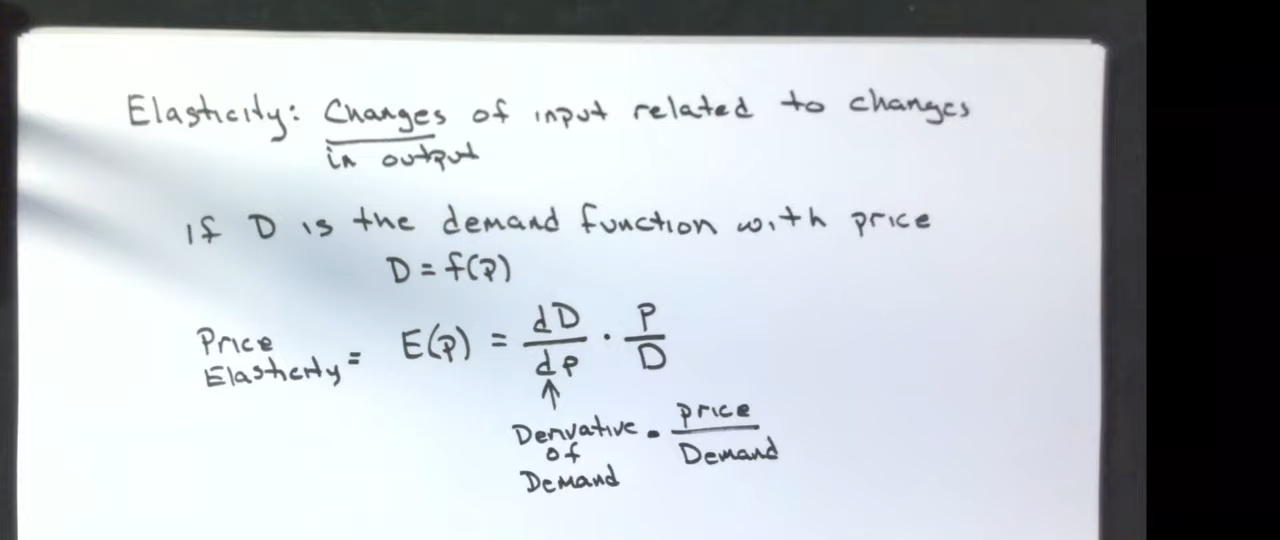 Elasticity: Changes of input related to changes
in output
If D is the demand function with price
D = f(P)
Price
Elasticity = E(p) = dD/dp · P/D
↑
Derivative · price/Demand
of
Demand